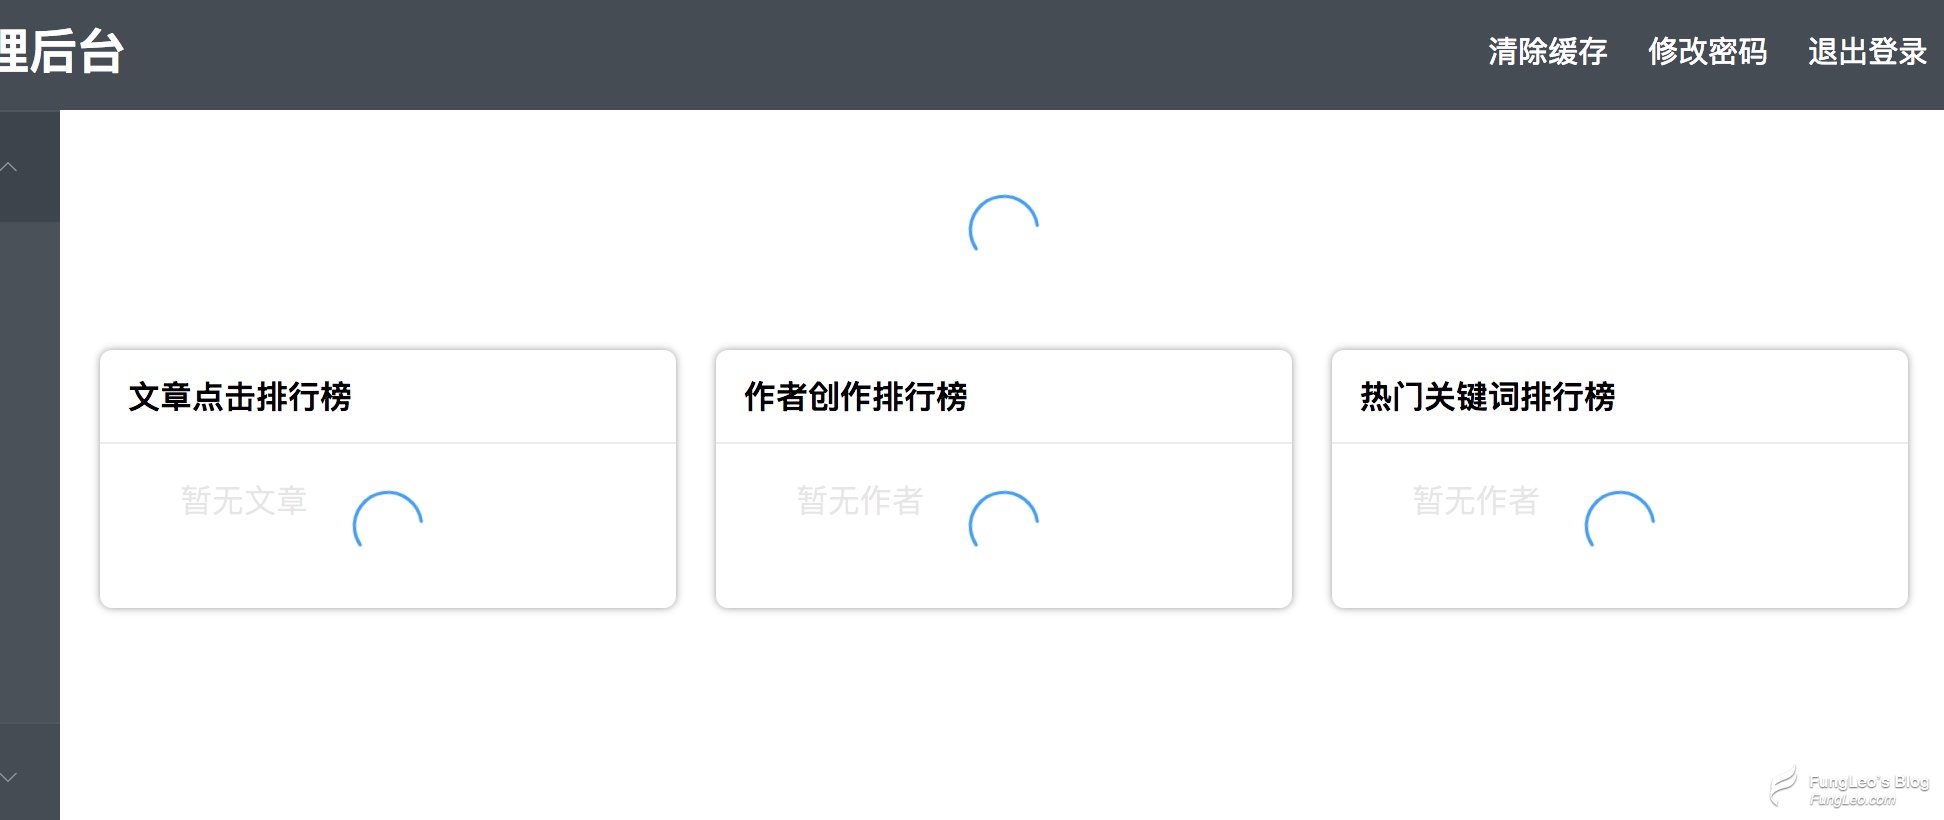 理后台
清除缓存 修改密码 退出登录
文章点击排行榜
暂无文章
作者创作排行榜
暂无作者
热门关键词排行榜
暂无作者
FungLeo's Blog
FungLeo.com